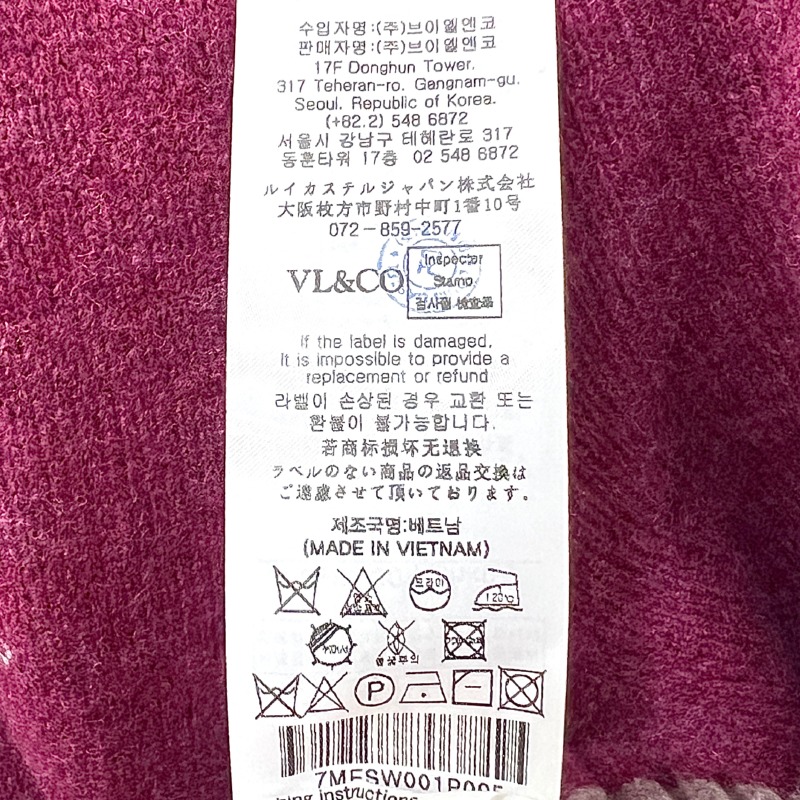 수입자명:(주)브이엘엔코
판매자명:(주)브이엘엔코
17F Donghun Tower,
317 Teheran-ro, Gangnam-gu,
Seoul, Republic of Korea.
(+82.2) 548 6872
서울시 강남구 테헤란로 317
동훈타워 17층 02 548 6872
ルイカステルジャパン株式会社
大阪枚方市野村中町1番10号
072-859-2577
VL&CO
Inspector
Stamp
검사필 検査済
If the label is damaged,
It is impossible to provide a
replacement or refund
라벨이 손상된 경우 교환 또는
환불이 불가능합니다.
若商标损坏无退换
ラベルのない商品の返品交換は
ご遠慮させて頂いております。
제조국명:베트남
(MADE IN VIETNAM)
드라이
120℃
P
7MFSW001P005
instructions